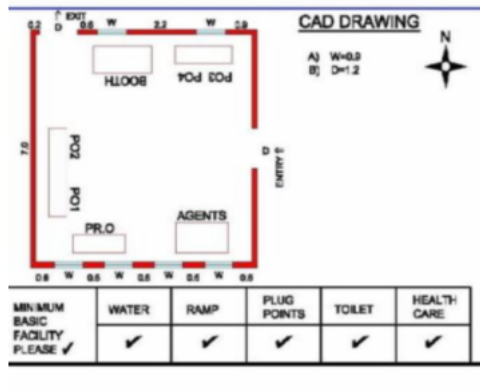 CAD DRAWING
A) W=0.9
B) D=1.2
N
EXIT
0.2 D 0.6 W 2.2 W 0.9
BOOTH
PO4 PO3
7.0
PO2
PO1
D
ENTRY
PR.O
AGENTS
0.6 W 0.6 W 0.6 W 0.6 W 0.6
MINIMUM BASIC FACILITY PLEASE ✓
WATER
RAMP
PLUG POINTS
TOILET
HEALTH CARE
✓ ✓ ✓ ✓ ✓